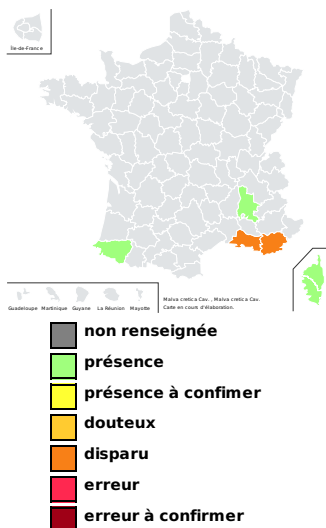 Île-de-France
Guadeloupe Martinique Guyane La Réunion Mayotte
Malva cretica Cav. , Malva cretica Cav.
Carte en cours d'élaboration.
non renseignée
présence
présence à confimer
douteux
disparu
erreur
erreur à confirmer